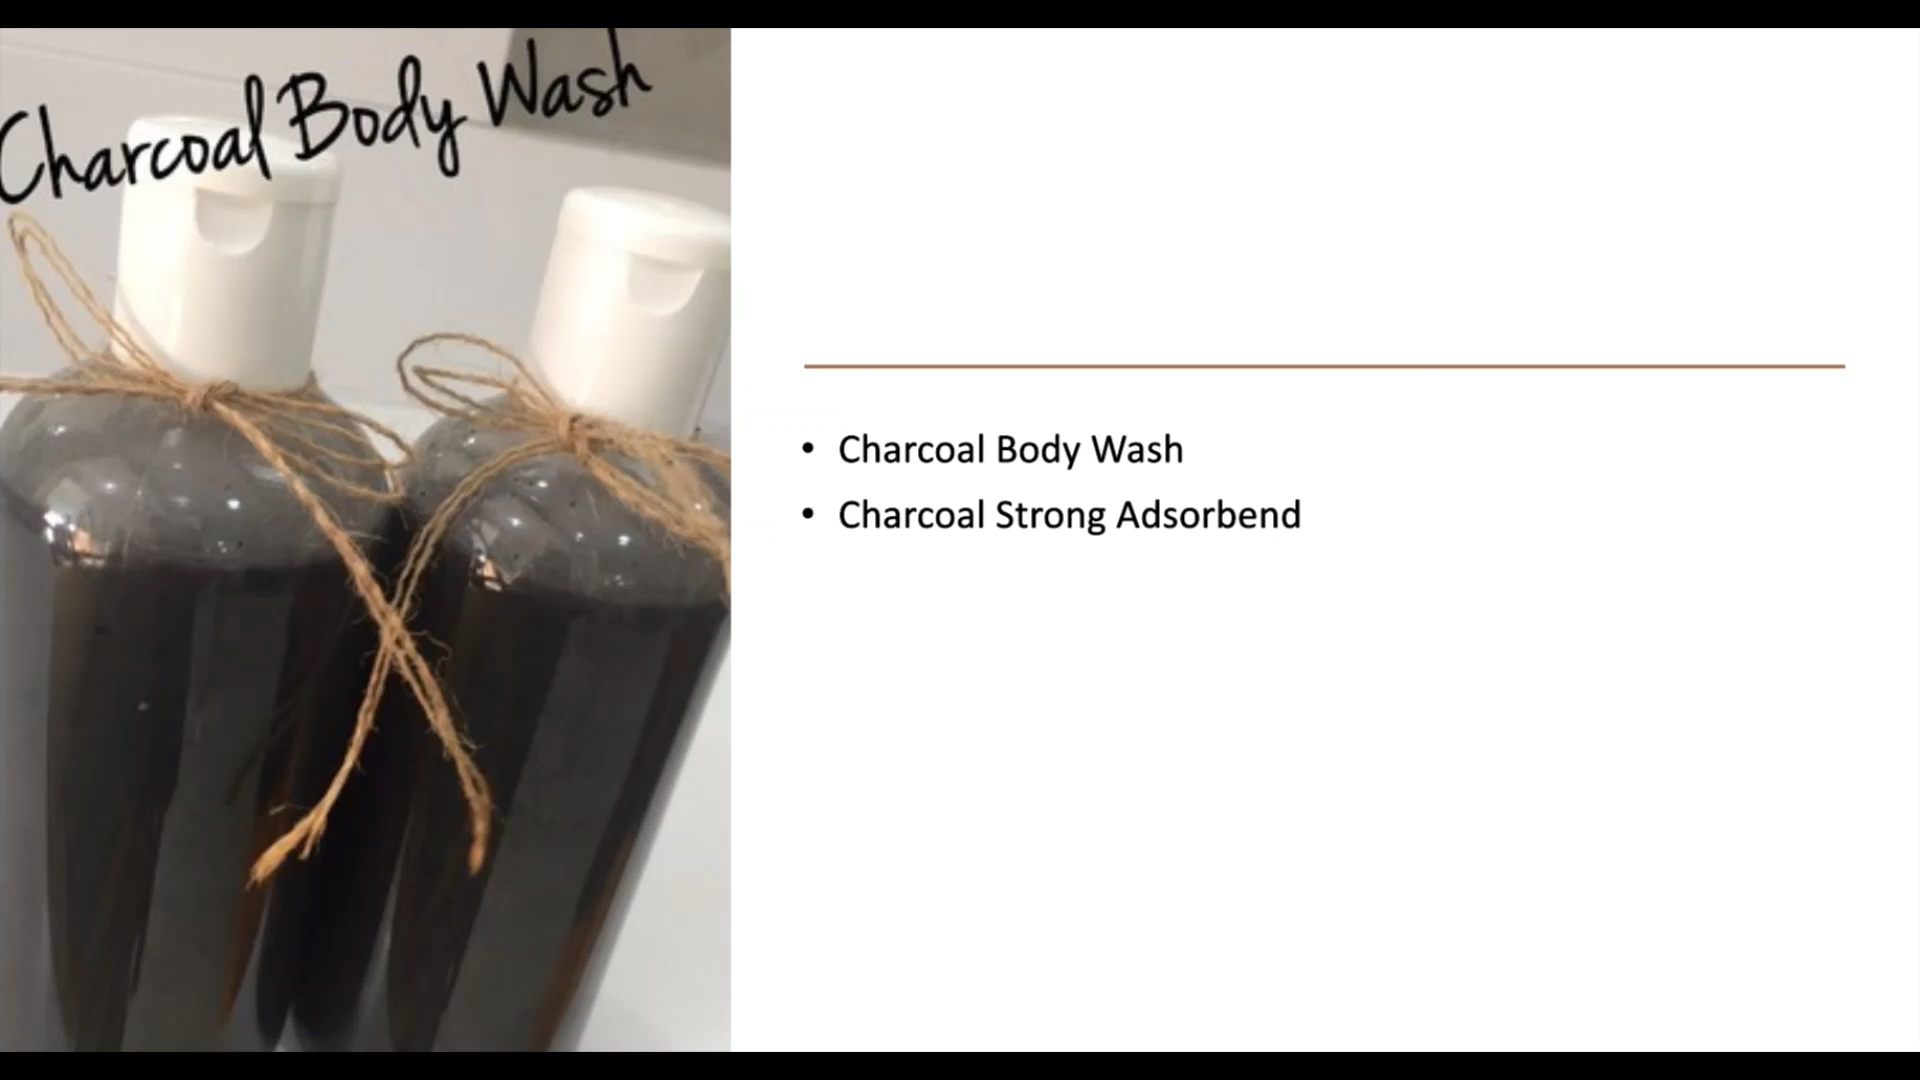 Charcoal Body Wash
• Charcoal Body Wash
• Charcoal Strong Adsorbend